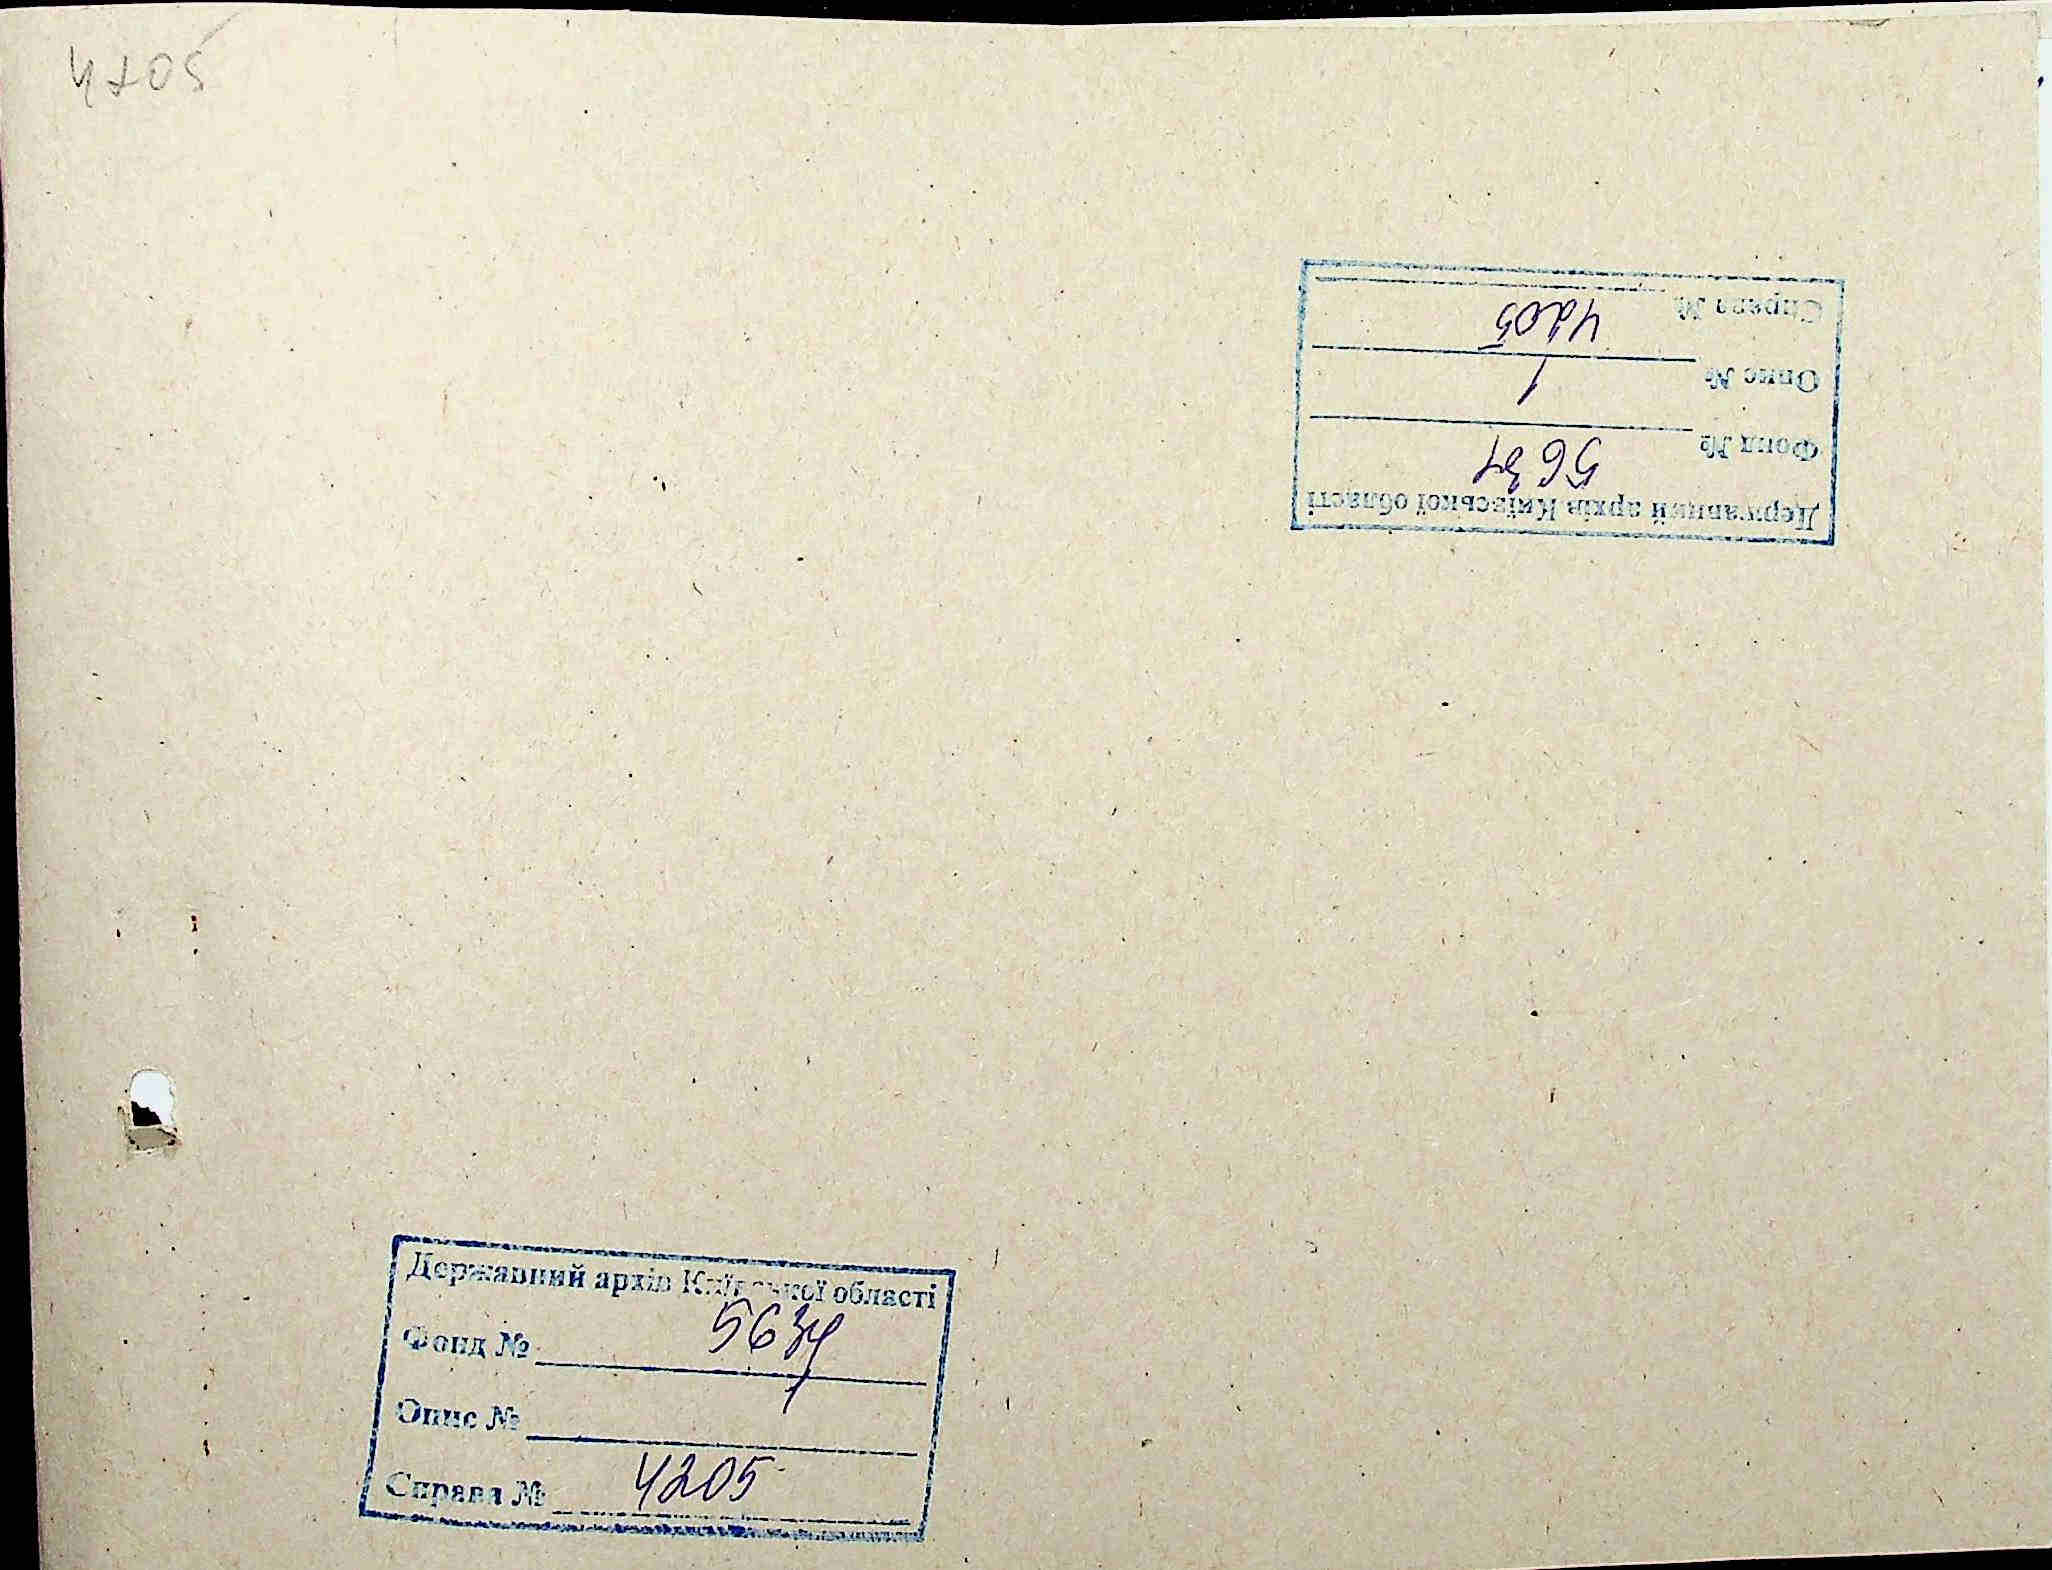 4205
Державний архів Київської області
Фонд № 5634
Опис № 1
Справа № 4205
Державний архів Київської області
Фонд № 5634
Опис № 1
Справа № 4205